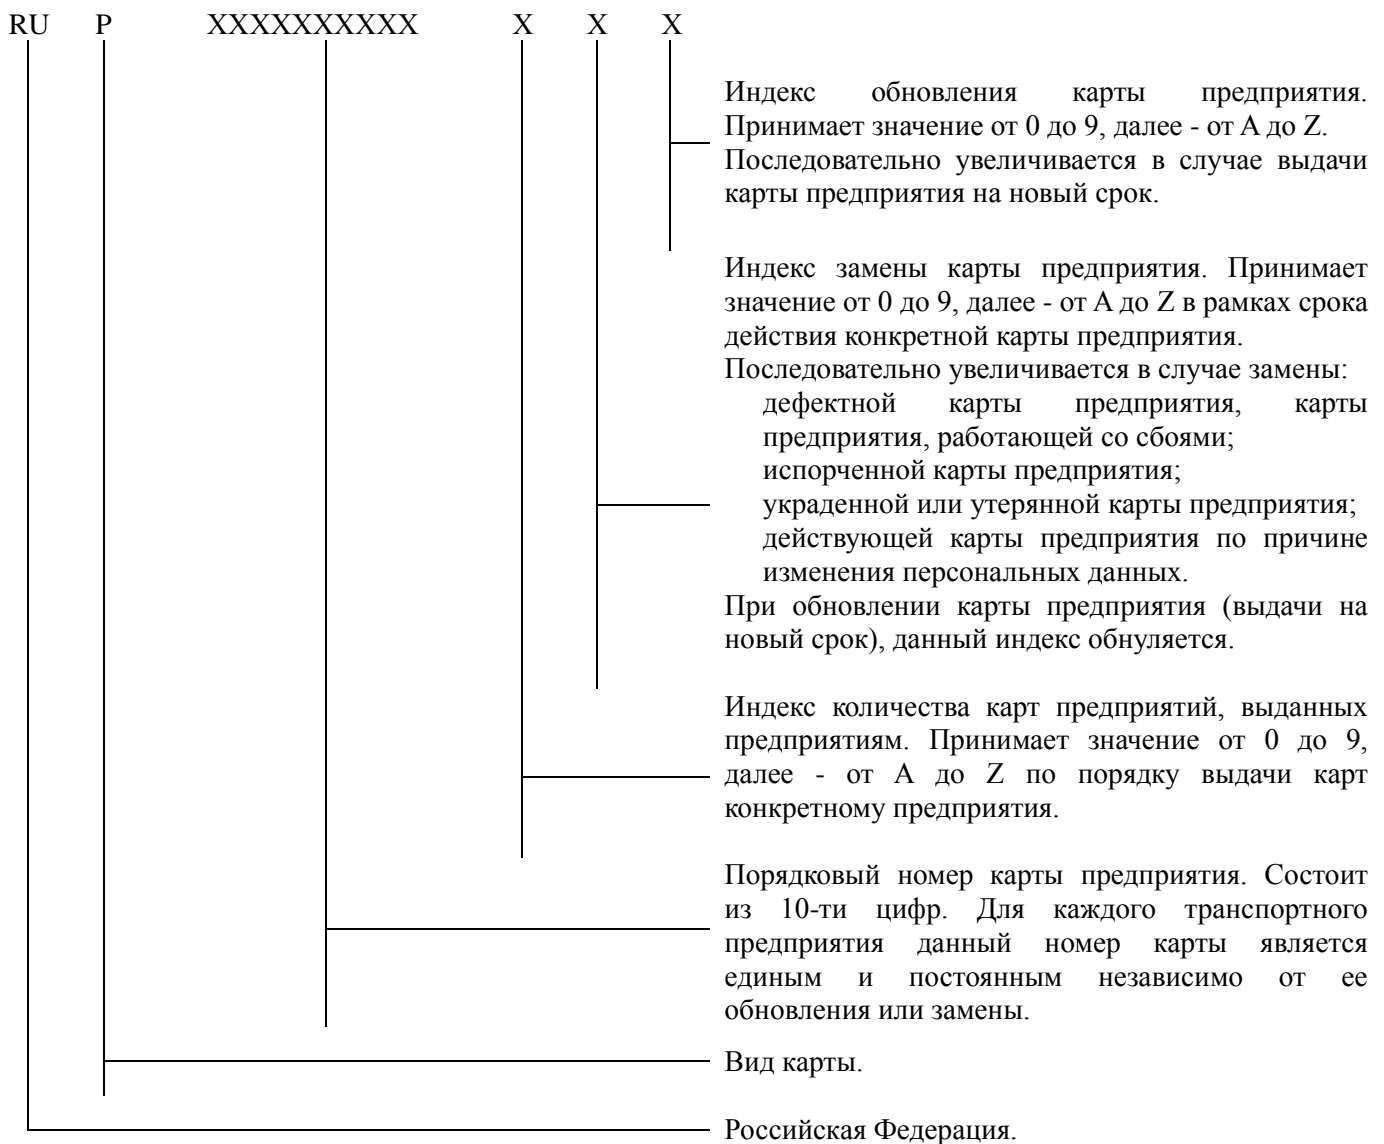 RU P XXXXXXXXXX X X X
Индекс обновления карты предприятия.
Принимает значение от 0 до 9, далее - от A до Z.
Последовательно увеличивается в случае выдачи
карты предприятия на новый срок.
Индекс замены карты предприятия. Принимает
значение от 0 до 9, далее - от A до Z в рамках срока
действия конкретной карты предприятия.
Последовательно увеличивается в случае замены:
дефектной карты предприятия, карты
предприятия, работающей со сбоями;
испорченной карты предприятия;
украденной или утерянной карты предприятия;
действующей карты предприятия по причине
изменения персональных данных.
При обновлении карты предприятия (выдачи на
новый срок), данный индекс обнуляется.
Индекс количества карт предприятий, выданных
предприятиям. Принимает значение от 0 до 9,
далее - от A до Z по порядку выдачи карт
конкретному предприятия.
Порядковый номер карты предприятия. Состоит
из 10-ти цифр. Для каждого транспортного
предприятия данный номер карты является
единым и постоянным независимо от ее
обновления или замены.
Вид карты.
Российская Федерация.